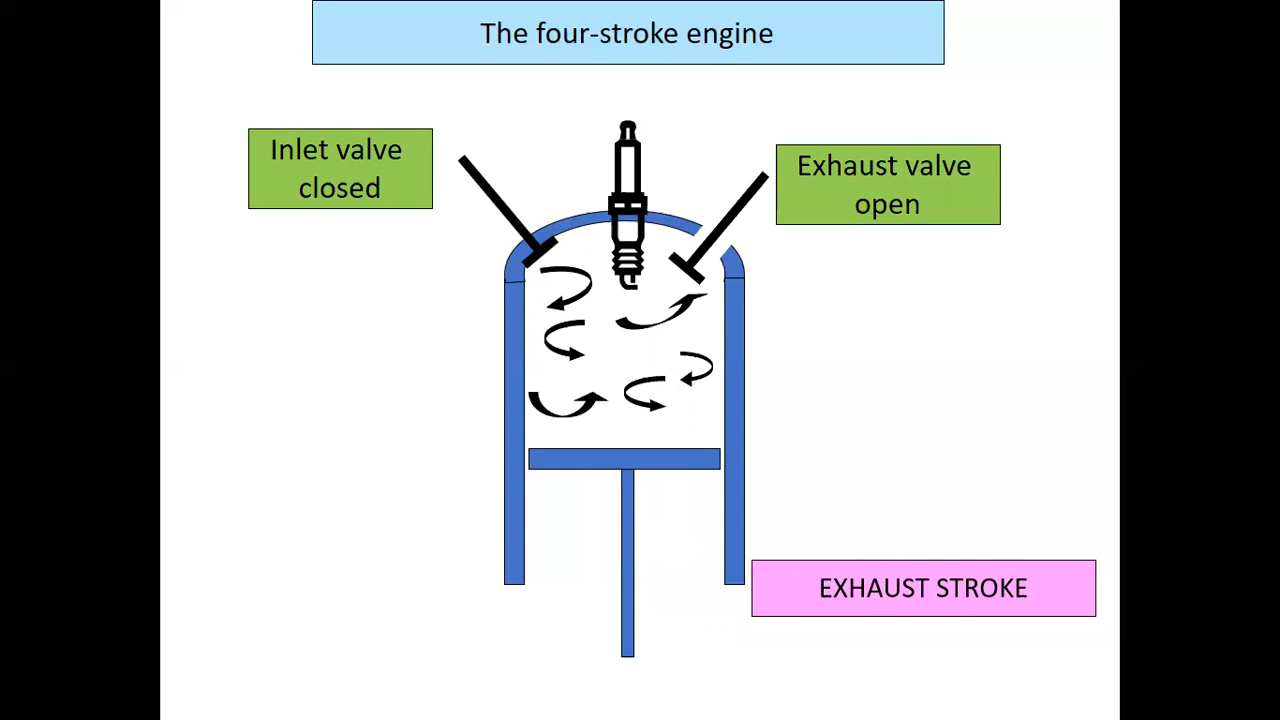 The four-stroke engine
Inlet valve
closed
Exhaust valve
open
EXHAUST STROKE